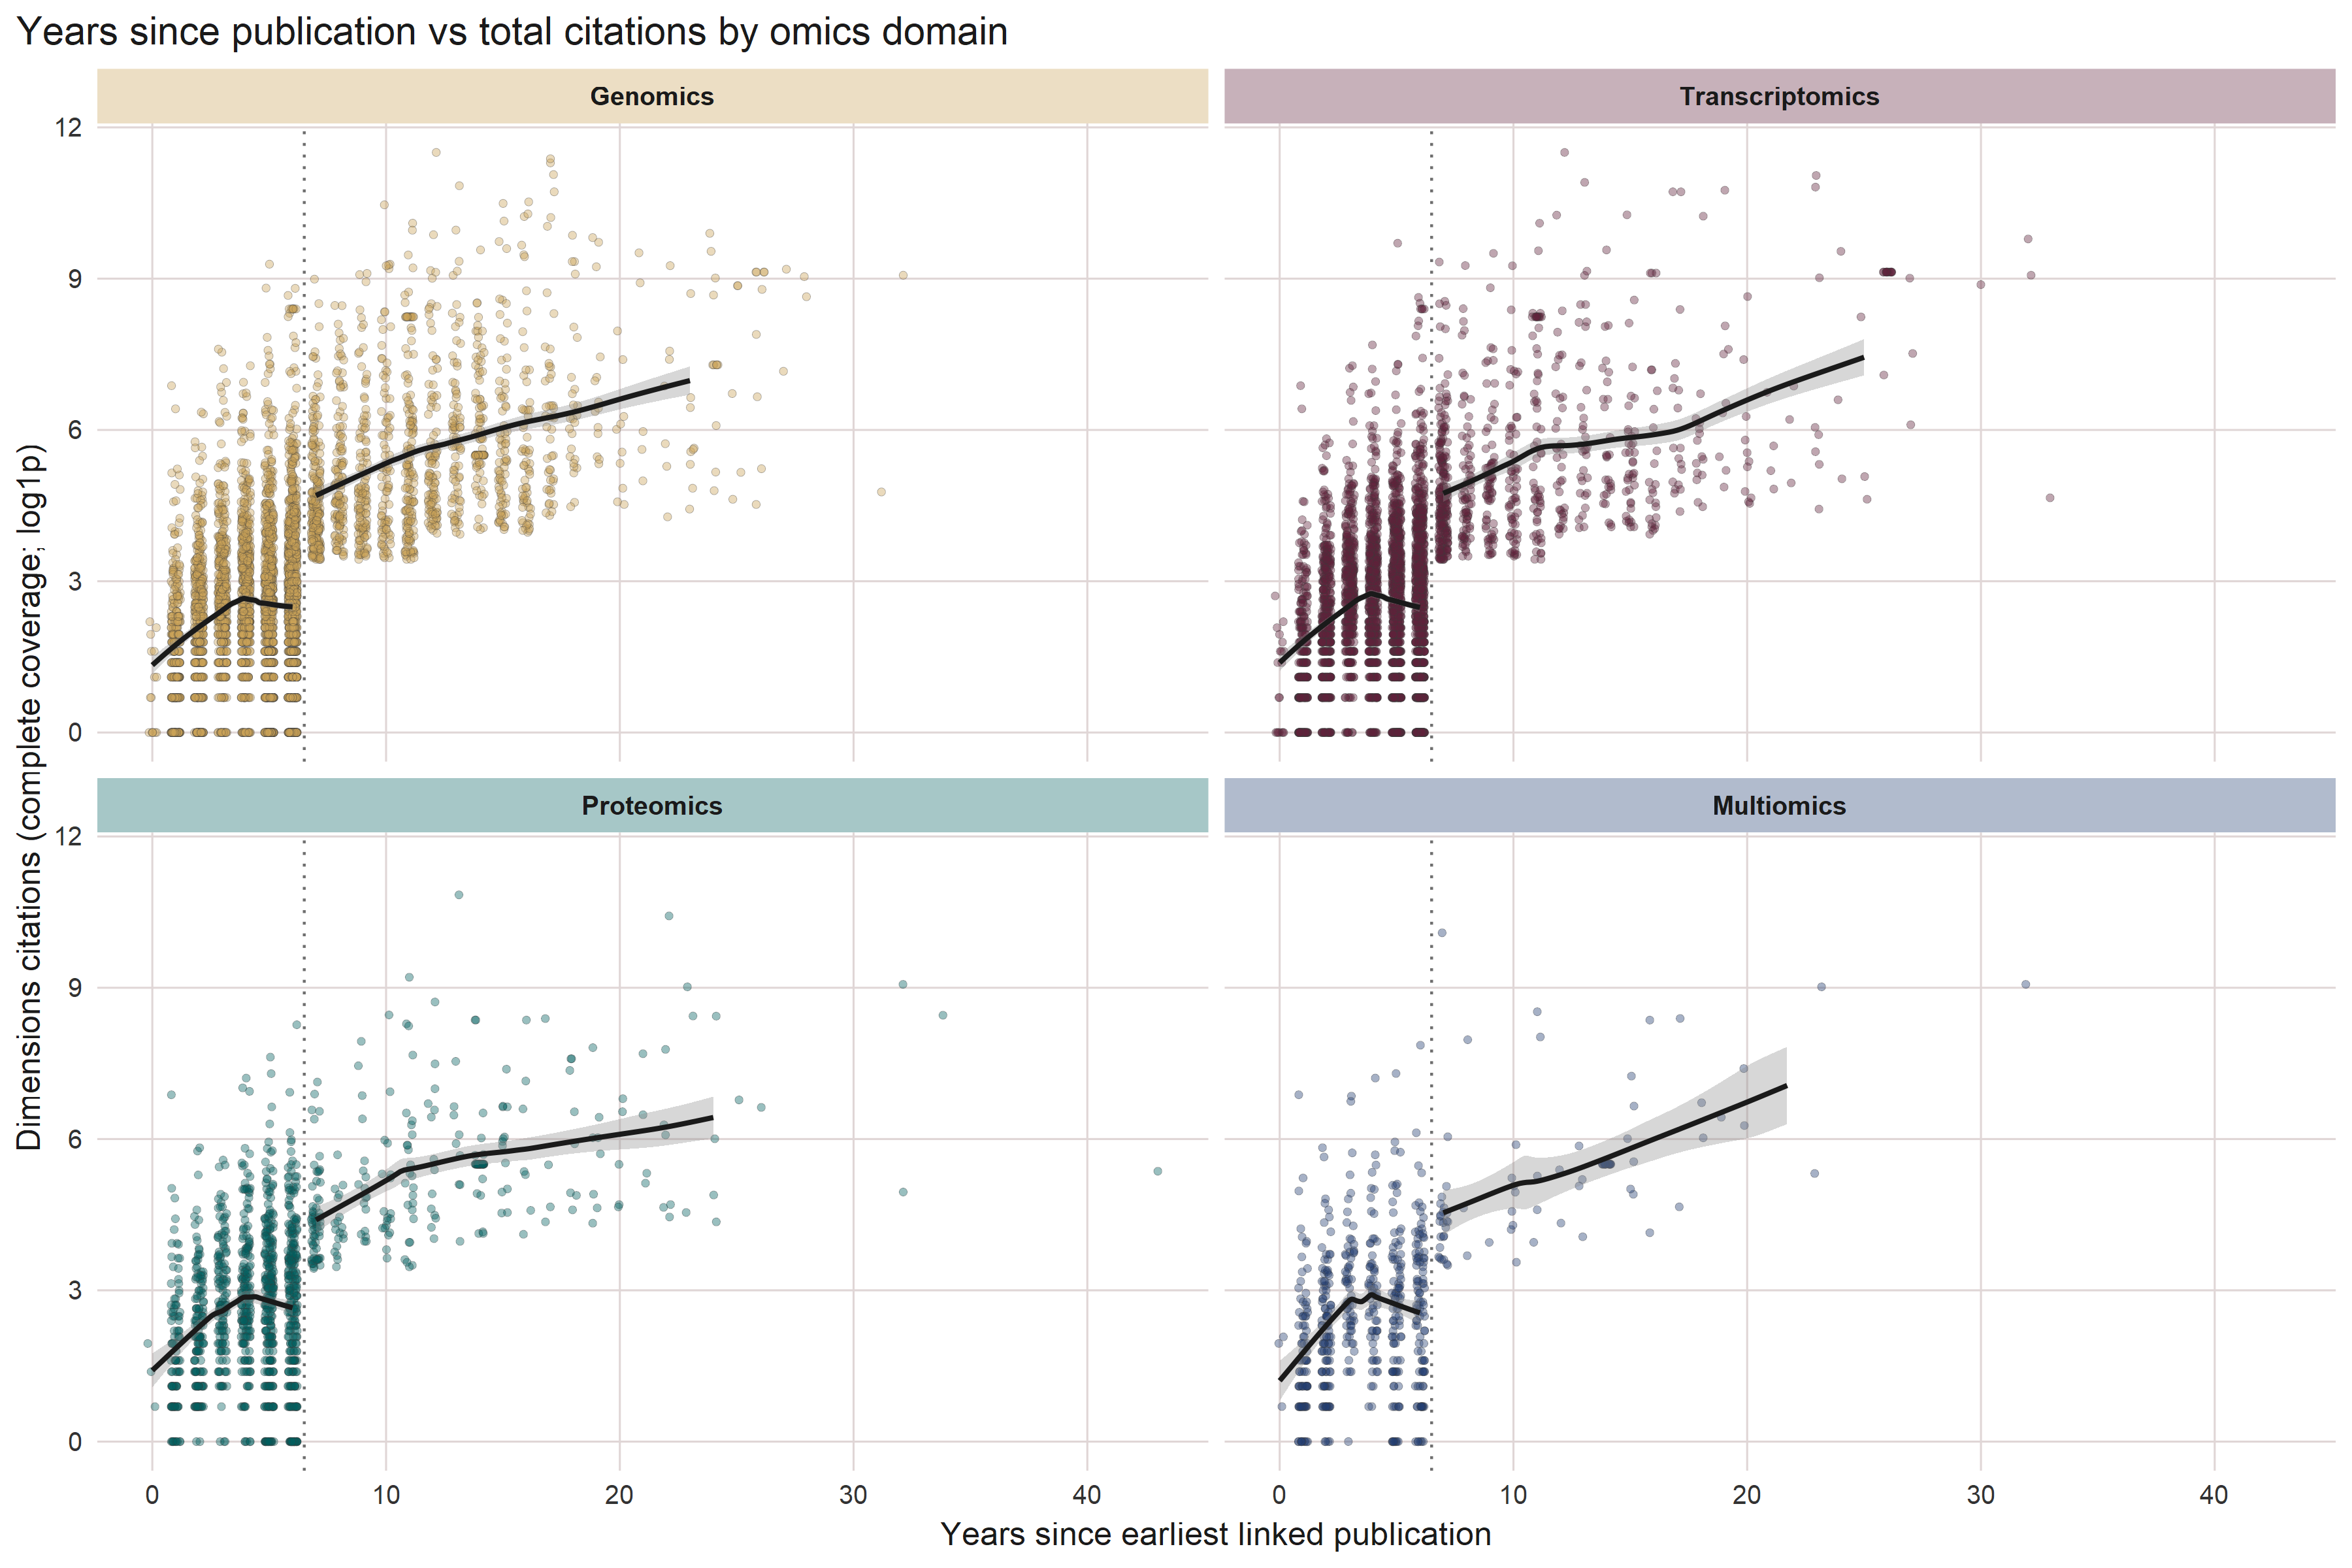 Years since publication vs total citations by omics domain
Genomics
Transcriptomics
12
9
6
3
0
Proteomics
Multiomics
12
9
6
3
0
Dimensions citations (complete coverage; log1p)
0 10 20 30 40
0 10 20 30 40
Years since earliest linked publication